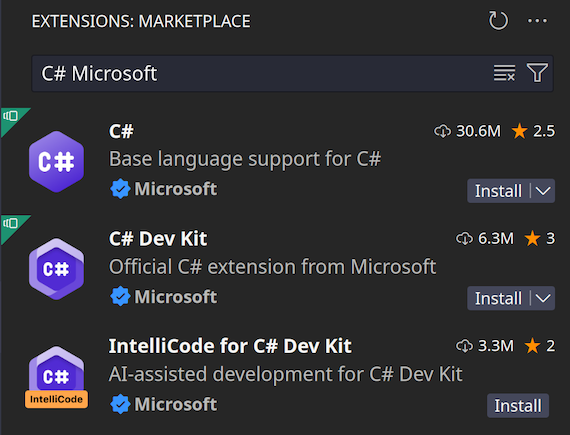 EXTENSIONS: MARKETPLACE
C# Microsoft
C# 30.6M 2.5
C#
Base language support for C#
Microsoft Install
C# Dev Kit 6.3M 3
C#
Official C# extension from Microsoft
Microsoft Install
IntelliCode for C# Dev Kit 3.3M 2
C#
AI-assisted development for C# Dev Kit
IntelliCode
Microsoft Install